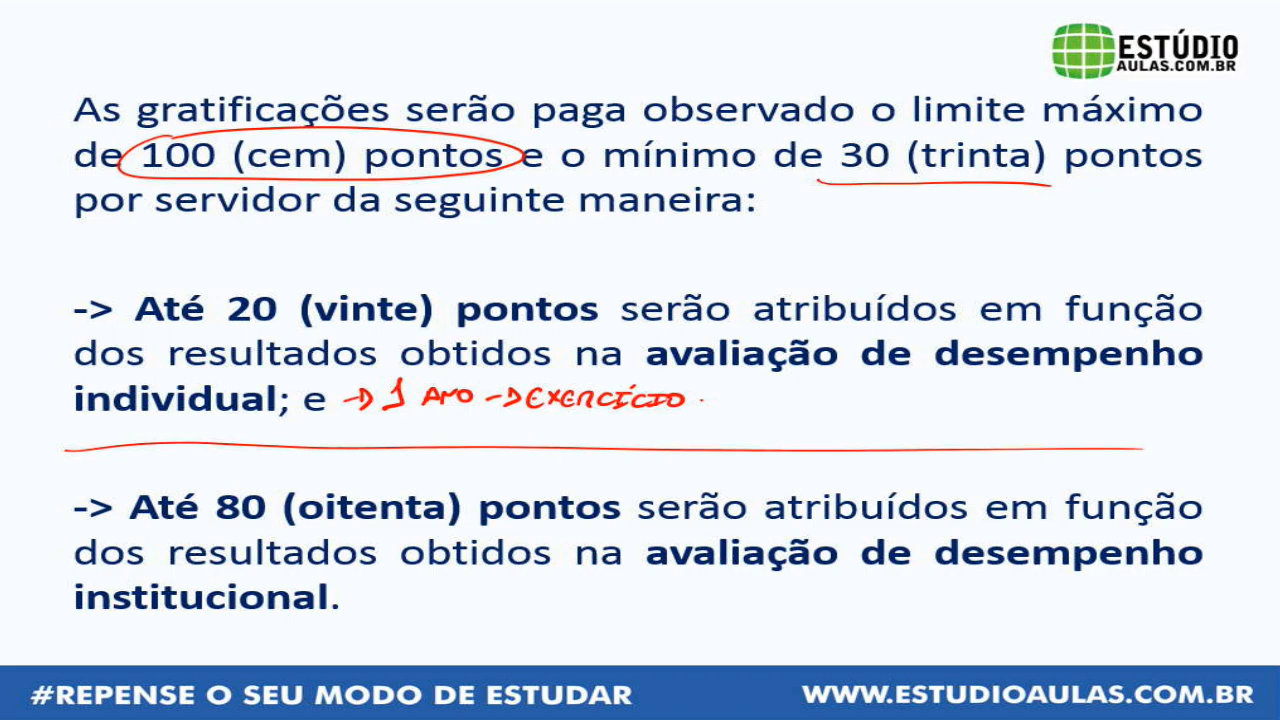 ESTÚDIO
AULAS.COM.BR
As gratificações serão paga observado o limite máximo
de 100 (cem) pontos e o mínimo de 30 (trinta) pontos
por servidor da seguinte maneira:
-> Até 20 (vinte) pontos serão atribuídos em função
dos resultados obtidos na avaliação de desempenho
individual; e → 1 ANO → EXERCÍCIO.
-> Até 80 (oitenta) pontos serão atribuídos em função
dos resultados obtidos na avaliação de desempenho
institucional.
#REPENSE O SEU MODO DE ESTUDAR WWW.ESTUDIOAULAS.COM.BR